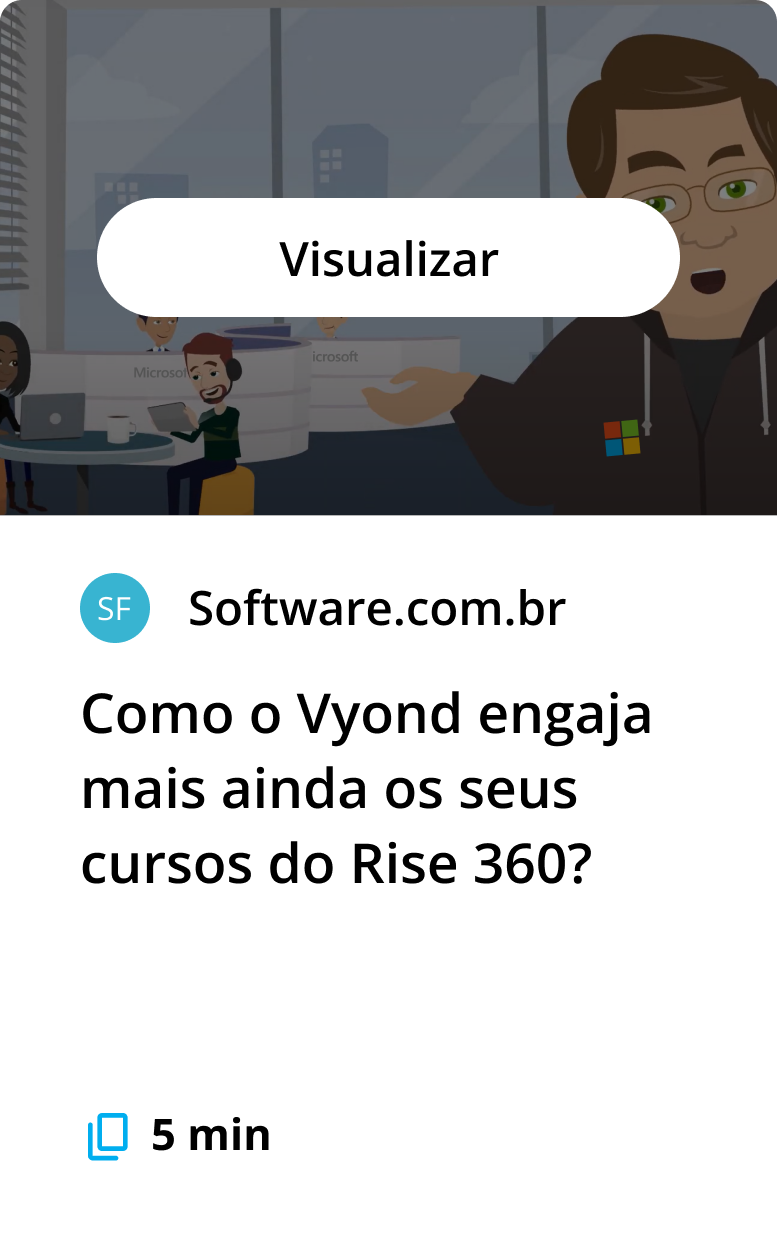 Visualizar
Microsoft
icrosoft
SF
Software.com.br
Como o Vyond engaja
mais ainda os seus
cursos do Rise 360?
5 min